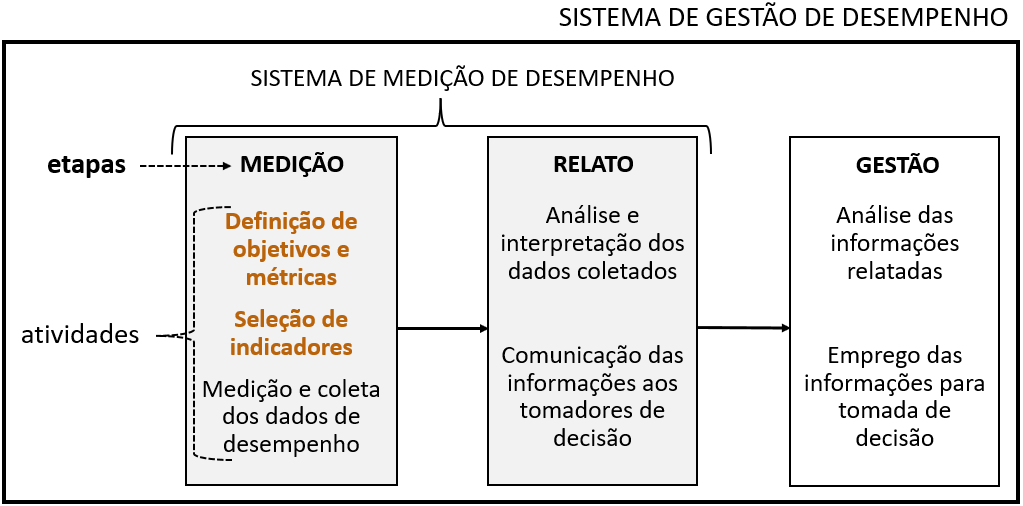 SISTEMA DE GESTÃO DE DESEMPENHO
SISTEMA DE MEDIÇÃO DE DESEMPENHO
etapas
MEDIÇÃO
Definição de
objetivos e
métricas
Seleção de
indicadores
Medição e coleta
dos dados de
desempenho
atividades
RELATO
Análise e
interpretação dos
dados coletados
Comunicação das
informações aos
tomadores de
decisão
GESTÃO
Análise das
informações
relatadas
Emprego das
informações para
tomada de
decisão